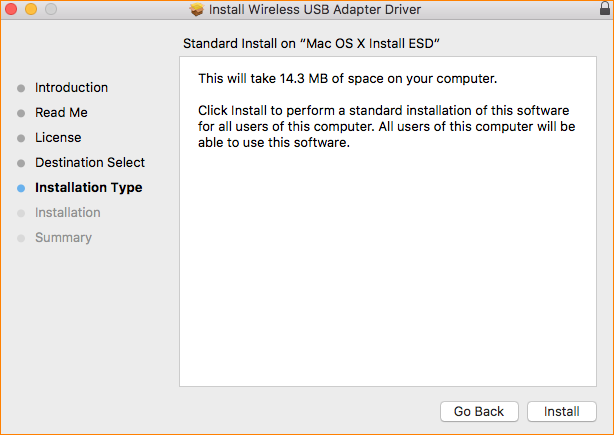 Install Wireless USB Adapter Driver
Standard Install on “Mac OS X Install ESD”
Introduction
Read Me
License
Destination Select
Installation Type
Installation
Summary
This will take 14.3 MB of space on your computer.
Click Install to perform a standard installation of this software
for all users of this computer. All users of this computer will be
able to use this software.
Go Back
Install